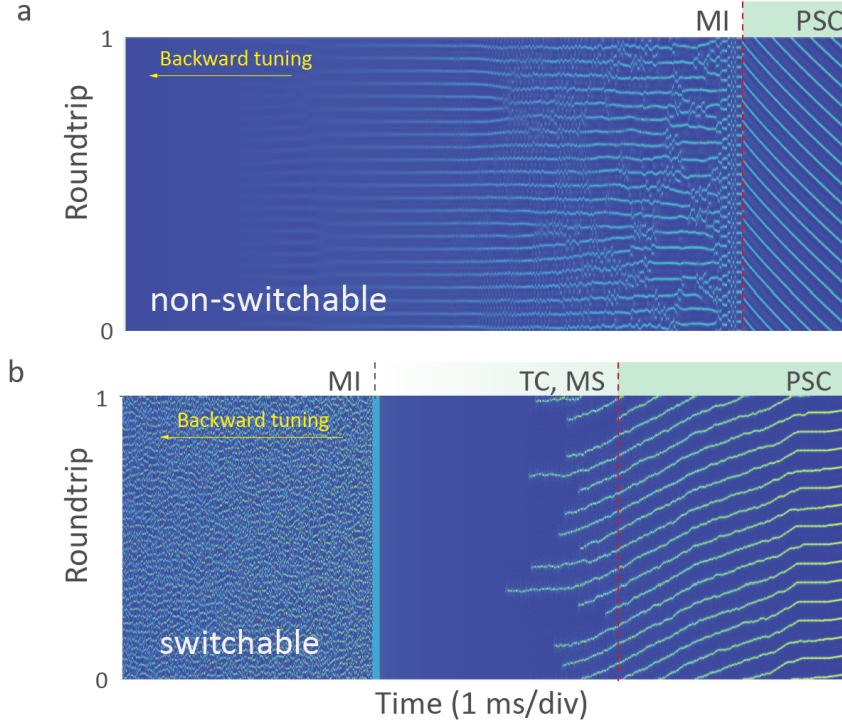 a
MI
PSC
1
Backward tuning
Roundtrip
non-switchable
0
b
MI
TC, MS
PSC
1
Backward tuning
Roundtrip
switchable
0
Time (1 ms/div)